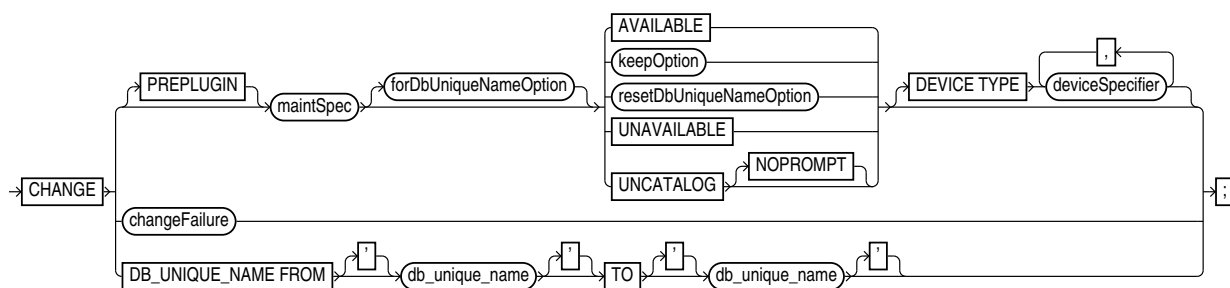 AVAILABLE
,
PREPLUGIN forDbUniqueNameOption keepOption DEVICE TYPE deviceSpecifier
maintSpec resetDbUniqueNameOption
UNAVAILABLE
NOPROMPT
CHANGE UNCATALOG ;
changeFailure
' ' ' '
DB_UNIQUE_NAME FROM db_unique_name TO db_unique_name